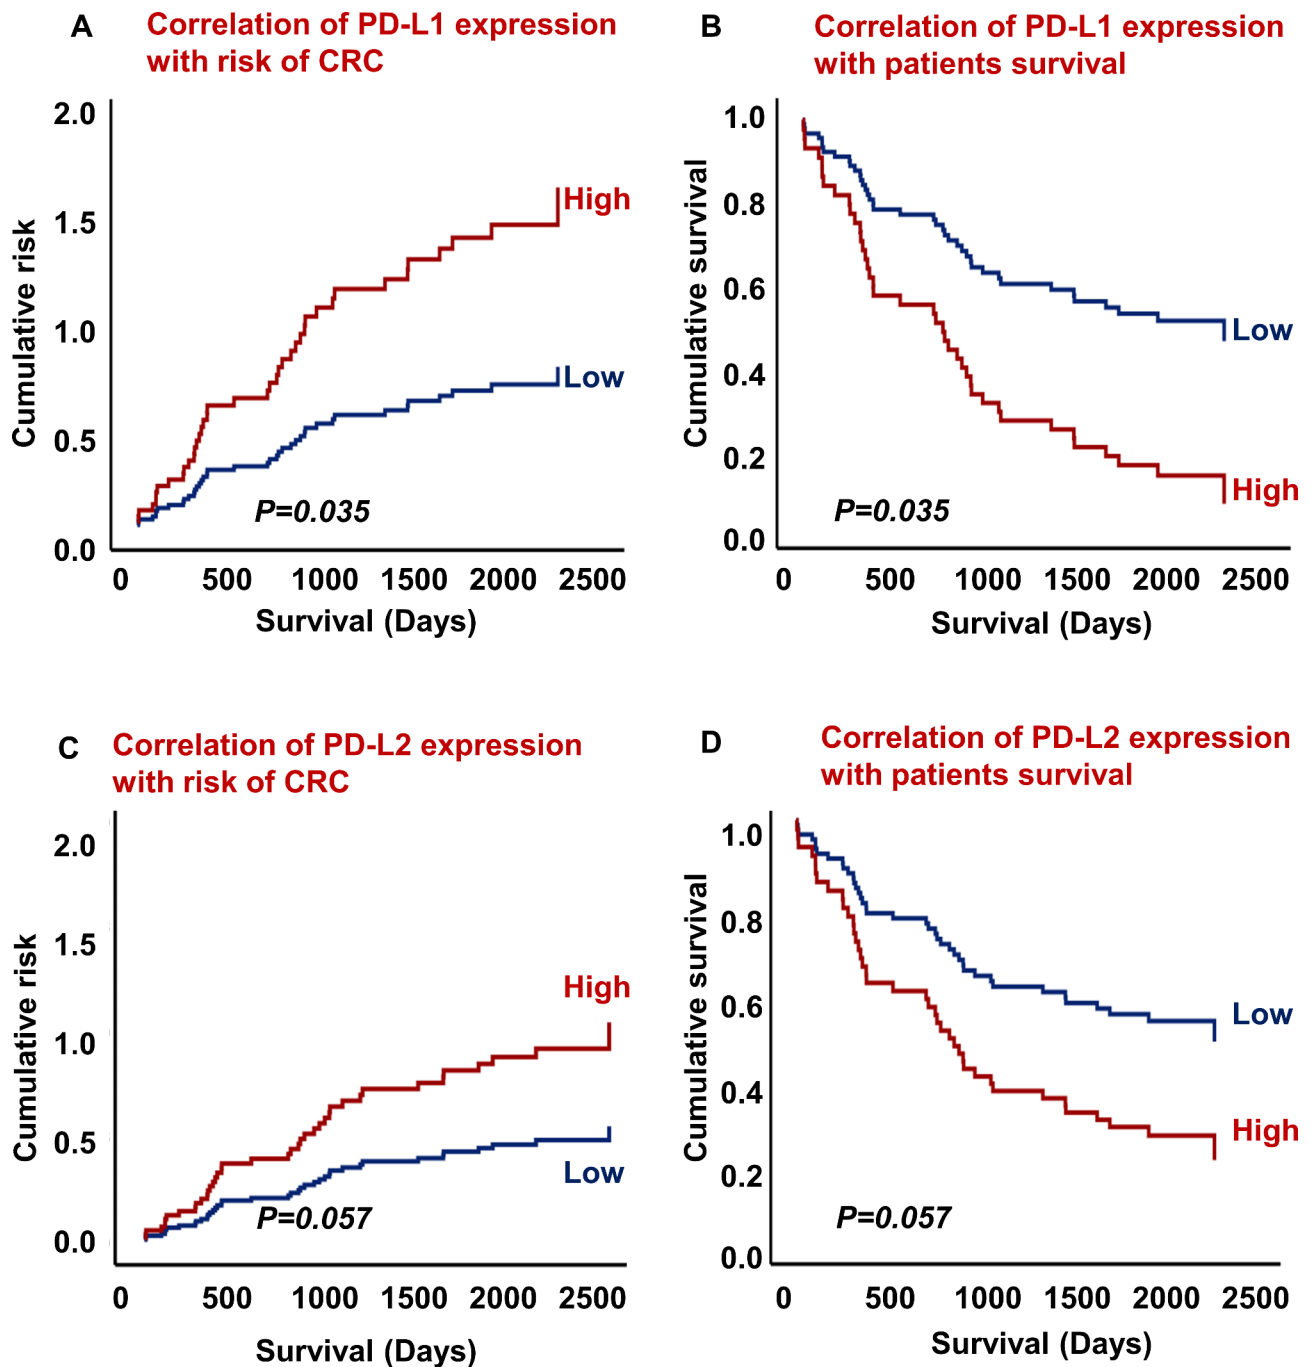 A
Correlation of PD-L1 expression
with risk of CRC
Cumulative risk
2.0
1.5
1.0
0.5
0.0
High
Low
P=0.035
0 500 1000 1500 2000 2500
Survival (Days)
B
Correlation of PD-L1 expression
with patients survival
Cumulative survival
1.0
0.8
0.6
0.4
0.2
0.0
Low
High
P=0.035
0 500 1000 1500 2000 2500
Survival (Days)
C
Correlation of PD-L2 expression
with risk of CRC
Cumulative risk
2.0
1.5
1.0
0.5
0.0
High
Low
P=0.057
0 500 1000 1500 2000 2500
Survival (Days)
D
Correlation of PD-L2 expression
with patients survival
Cumulative survival
1.0
0.8
0.6
0.4
0.2
0.0
Low
High
P=0.057
0 500 1000 1500 2000 2500
Survival (Days)